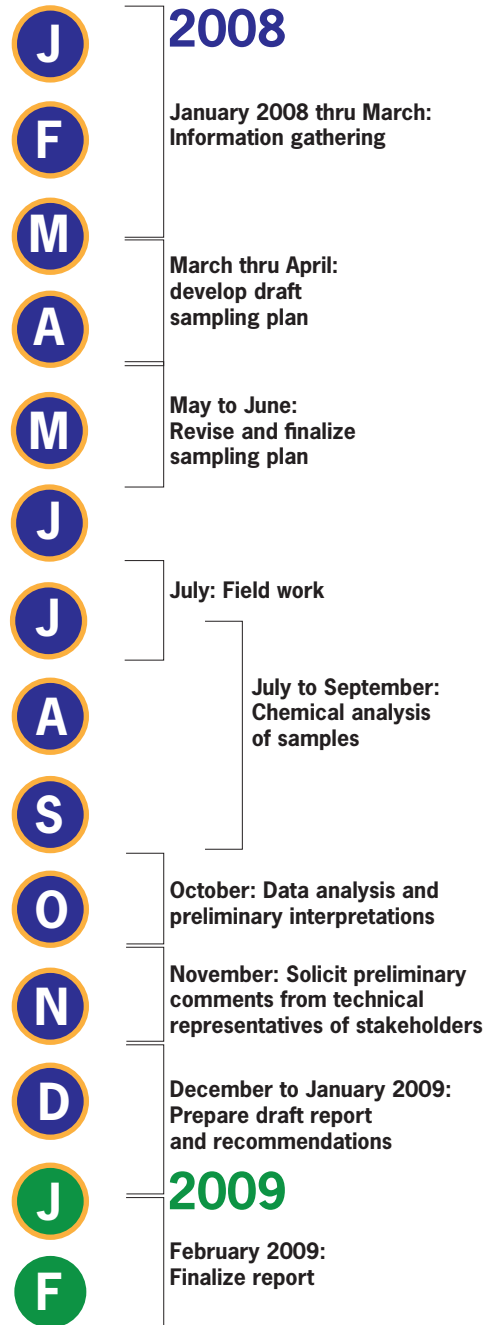 J
2008
F
January 2008 thru March:
Information gathering
M
March thru April:
develop draft
sampling plan
A
M
May to June:
Revise and finalize
sampling plan
J
J
July: Field work
A
July to September:
Chemical analysis
of samples
S
O
October: Data analysis and
preliminary interpretations
N
November: Solicit preliminary
comments from technical
representatives of stakeholders
D
December to January 2009:
Prepare draft report
and recommendations
J
2009
F
February 2009:
Finalize report